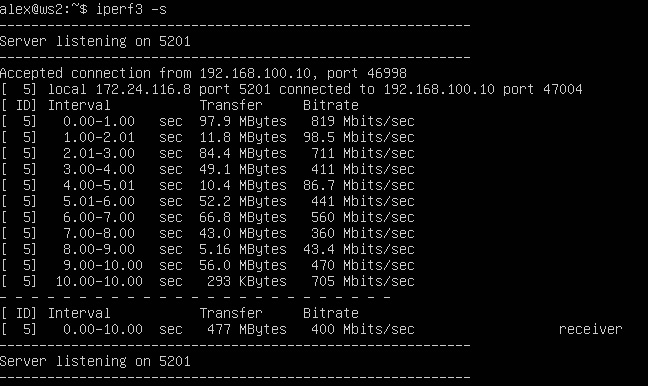 alex@ws2:~$ iperf3 -s
-----------------------------------------------------------
Server listening on 5201
-----------------------------------------------------------
Accepted connection from 192.168.100.10, port 46998
[  5] local 172.24.116.8 port 5201 connected to 192.168.100.10 port 47004
[ ID] Interval           Transfer     Bitrate
[  5]   0.00-1.00   sec  97.9 MBytes   819 Mbits/sec
[  5]   1.00-2.01   sec  11.8 MBytes  98.5 Mbits/sec
[  5]   2.01-3.00   sec  84.4 MBytes   711 Mbits/sec
[  5]   3.00-4.00   sec  49.1 MBytes   411 Mbits/sec
[  5]   4.00-5.01   sec  10.4 MBytes  86.7 Mbits/sec
[  5]   5.01-6.00   sec  52.2 MBytes   441 Mbits/sec
[  5]   6.00-7.00   sec  66.8 MBytes   560 Mbits/sec
[  5]   7.00-8.00   sec  43.0 MBytes   360 Mbits/sec
[  5]   8.00-9.00   sec  5.16 MBytes  43.4 Mbits/sec
[  5]   9.00-10.00  sec  56.0 MBytes   470 Mbits/sec
[  5]  10.00-10.00  sec   293 KBytes   705 Mbits/sec
- - - - - - - - - - - - - - - - - - - - - - - - -
[ ID] Interval           Transfer     Bitrate
[  5]   0.00-10.00  sec   477 MBytes   400 Mbits/sec                  receiver
-----------------------------------------------------------
Server listening on 5201
-----------------------------------------------------------